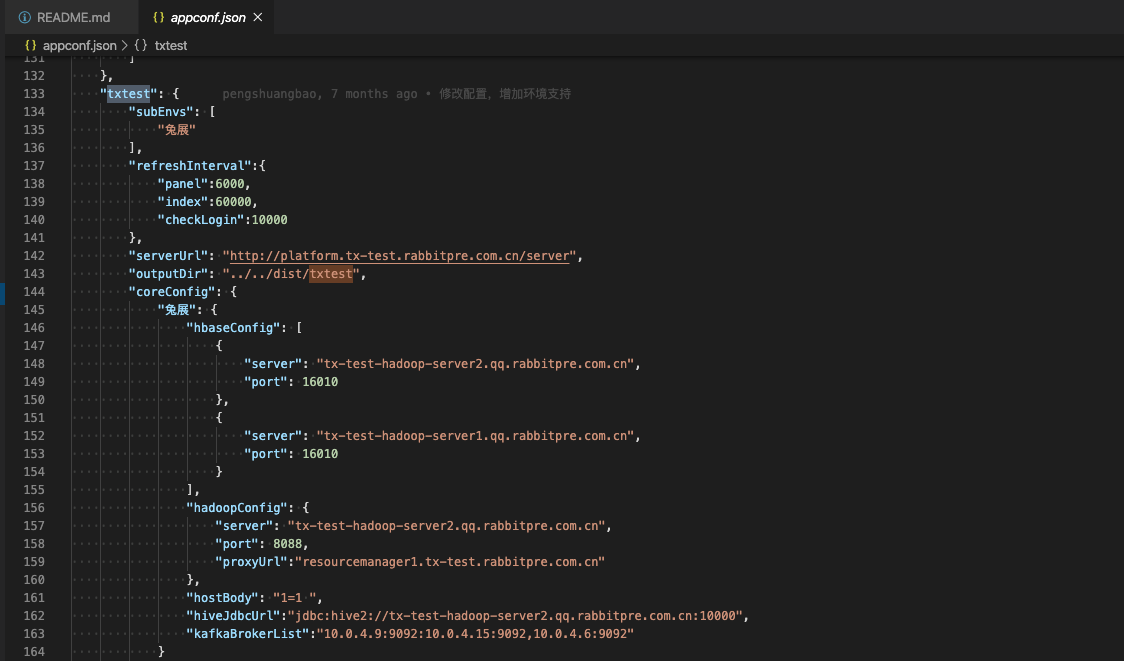 README.md
{} appconf.json ×
{} appconf.json > {} txtest
131 ]
132 },
133 "txtest": { pengshuangbao, 7 months ago • 修改配置，增加环境支持
134 "subEnvs": [
135 "兔展"
136 ],
137 "refreshInterval":{
138 "panel":6000,
139 "index":60000,
140 "checkLogin":10000
141 },
142 "serverUrl": "http://platform.tx-test.rabbitpre.com.cn/server",
143 "outputDir": "../../dist/txtest",
144 "coreConfig": {
145 "兔展": {
146 "hbaseConfig": [
147 {
148 "server": "tx-test-hadoop-server2.qq.rabbitpre.com.cn",
149 "port": 16010
150 },
151 {
152 "server": "tx-test-hadoop-server1.qq.rabbitpre.com.cn",
153 "port": 16010
154 }
155 ],
156 "hadoopConfig": {
157 "server": "tx-test-hadoop-server2.qq.rabbitpre.com.cn",
158 "port": 8088,
159 "proxyUrl":"resourcemanager1.tx-test.rabbitpre.com.cn"
160 },
161 "hostBody": "1=1 ",
162 "hiveJdbcUrl":"jdbc:hive2://tx-test-hadoop-server2.qq.rabbitpre.com.cn:10000",
163 "kafkaBrokerList":"10.0.4.9:9092:10.0.4.15:9092,10.0.4.6:9092"
164 }